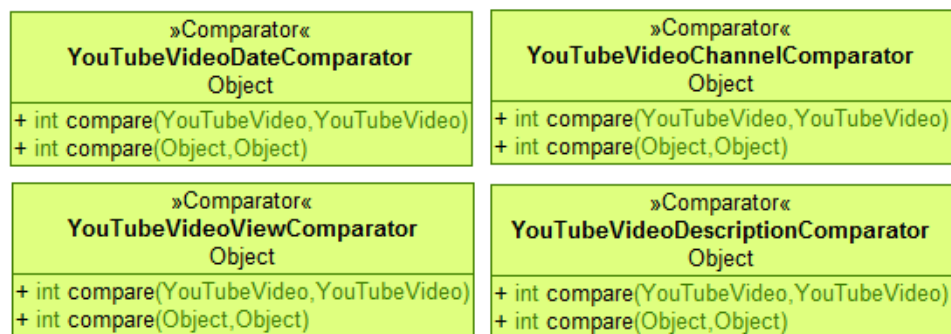 »Comparator«
YouTubeVideoDateComparator
Object
+ int compare(YouTubeVideo,YouTubeVideo)
+ int compare(Object,Object)
»Comparator«
YouTubeVideoChannelComparator
Object
+ int compare(YouTubeVideo,YouTubeVideo)
+ int compare(Object,Object)
»Comparator«
YouTubeVideoViewComparator
Object
+ int compare(YouTubeVideo,YouTubeVideo)
+ int compare(Object,Object)
»Comparator«
YouTubeVideoDescriptionComparator
Object
+ int compare(YouTubeVideo,YouTubeVideo)
+ int compare(Object,Object)